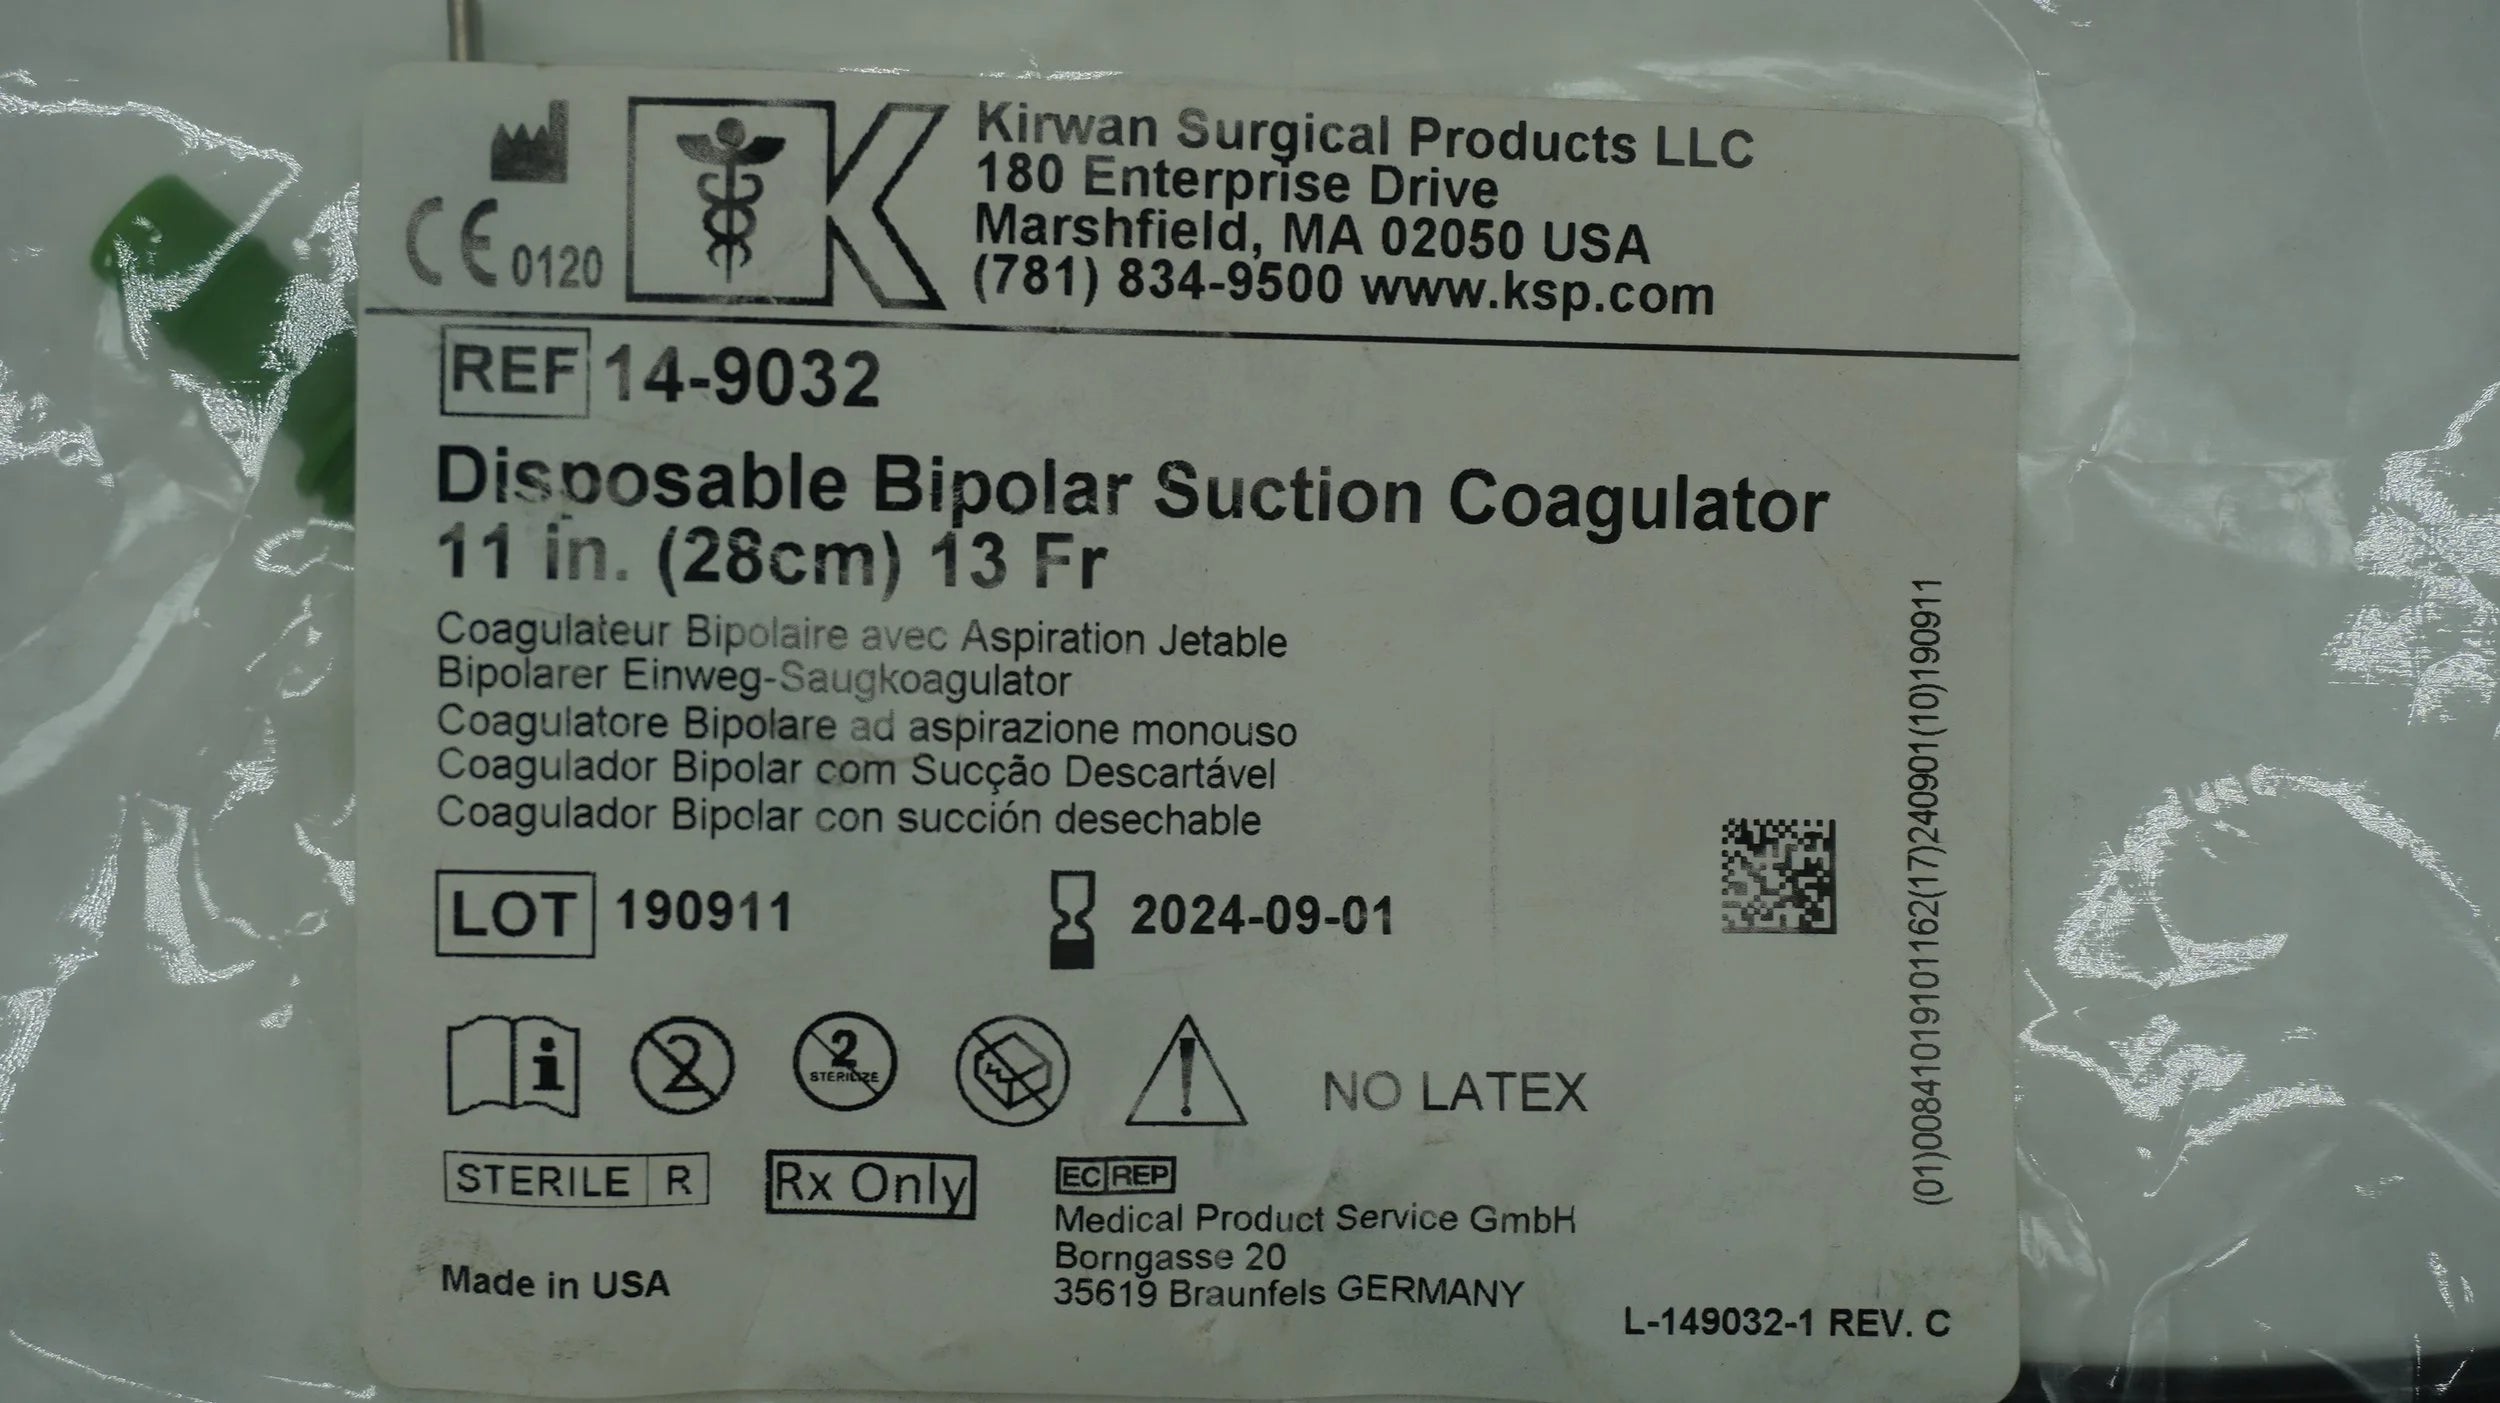 Kirwan Surgical Products LLC
180 Enterprise Drive
Marshfield, MA 02050 USA
(781) 834-9500 www.ksp.com
CE 0120
REF 14-9032
Disposable Bipolar Suction Coagulator
11 in. (28cm) 13 Fr
Coagulateur Bipolaire avec Aspiration Jetable
Bipolarer Einweg-Saugkoagulator
Coagulatore Bipolare ad aspirazione monouso
Coagulador Bipolar com Sucção Descartável
Coagulador Bipolar con succión desechable
LOT 190911
2024-09-01
(01)00841019101162(17)240901(10)190911
i
2
2
STERILIZE
NO LATEX
STERILE R
Rx Only
EC REP
Medical Product Service GmbH
Borngasse 20
35619 Braunfels GERMANY
Made in USA
L-149032-1 REV. C